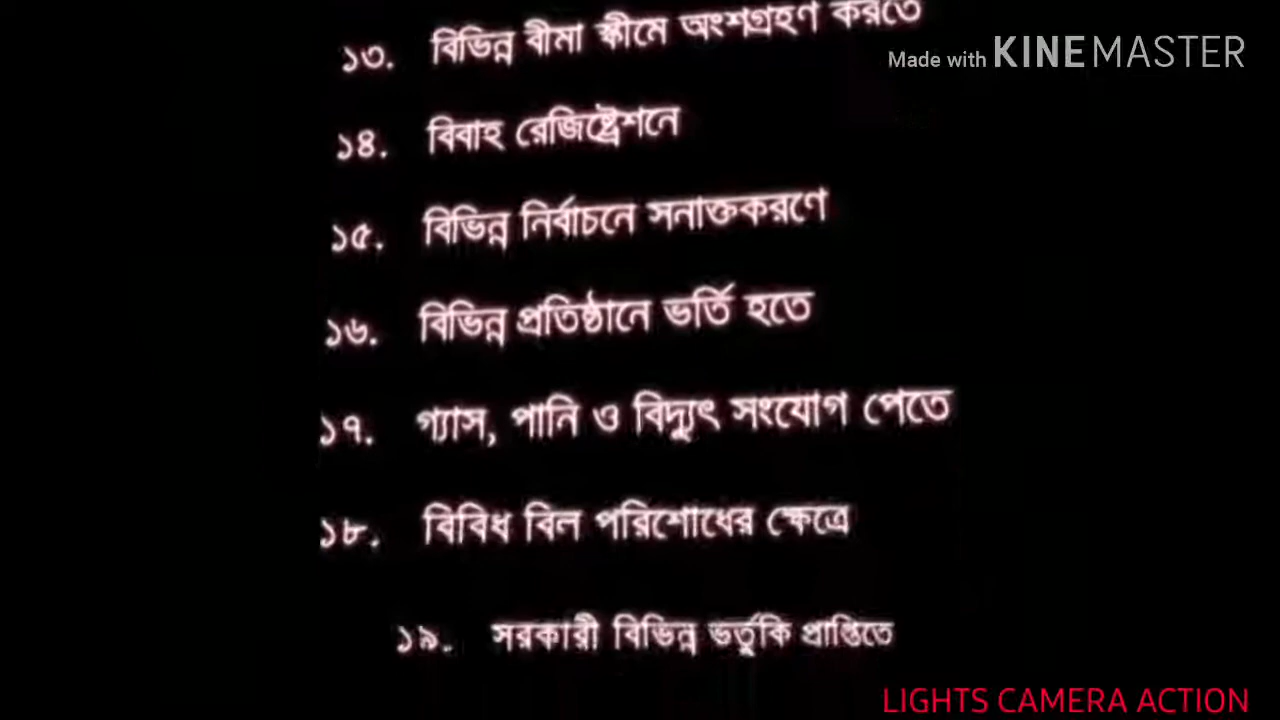 ১৩. বিভিন্ন বীমা স্কীমে অংশগ্রহণ করতে
Made with KINEMASTER
১৪. বিবাহ রেজিষ্ট্রেশনে
১৫. বিভিন্ন নির্বাচনে সনাক্তকরণে
১৬. বিভিন্ন প্রতিষ্ঠানে ভর্তি হতে
১৭. গ্যাস, পানি ও বিদ্যুৎ সংযোগ পেতে
১৮. বিবিধ বিল পরিশোধের ক্ষেত্রে
১৯. সরকারী বিভিন্ন ভর্তুকি প্রাপ্তিতে
LIGHTS CAMERA ACTION